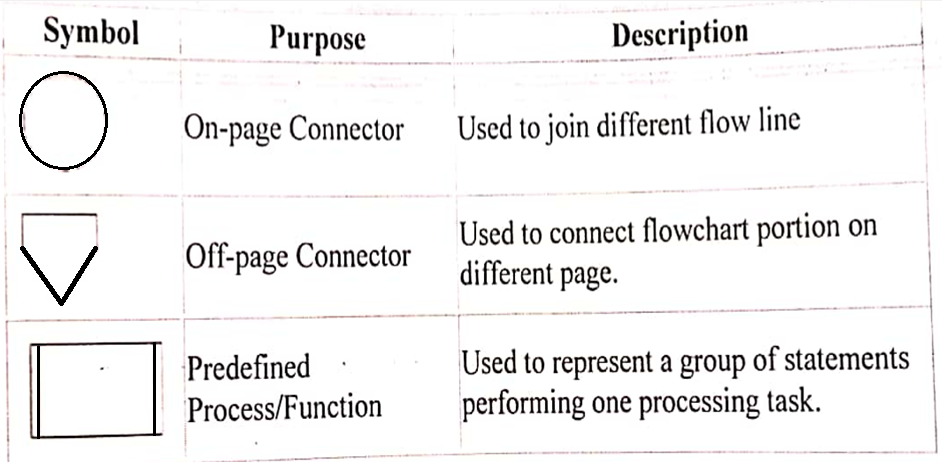 Symbol Purpose Description
On-page Connector Used to join different flow line
Off-page Connector Used to connect flowchart portion on
different page.
Predefined Used to represent a group of statements
Process/Function performing one processing task.